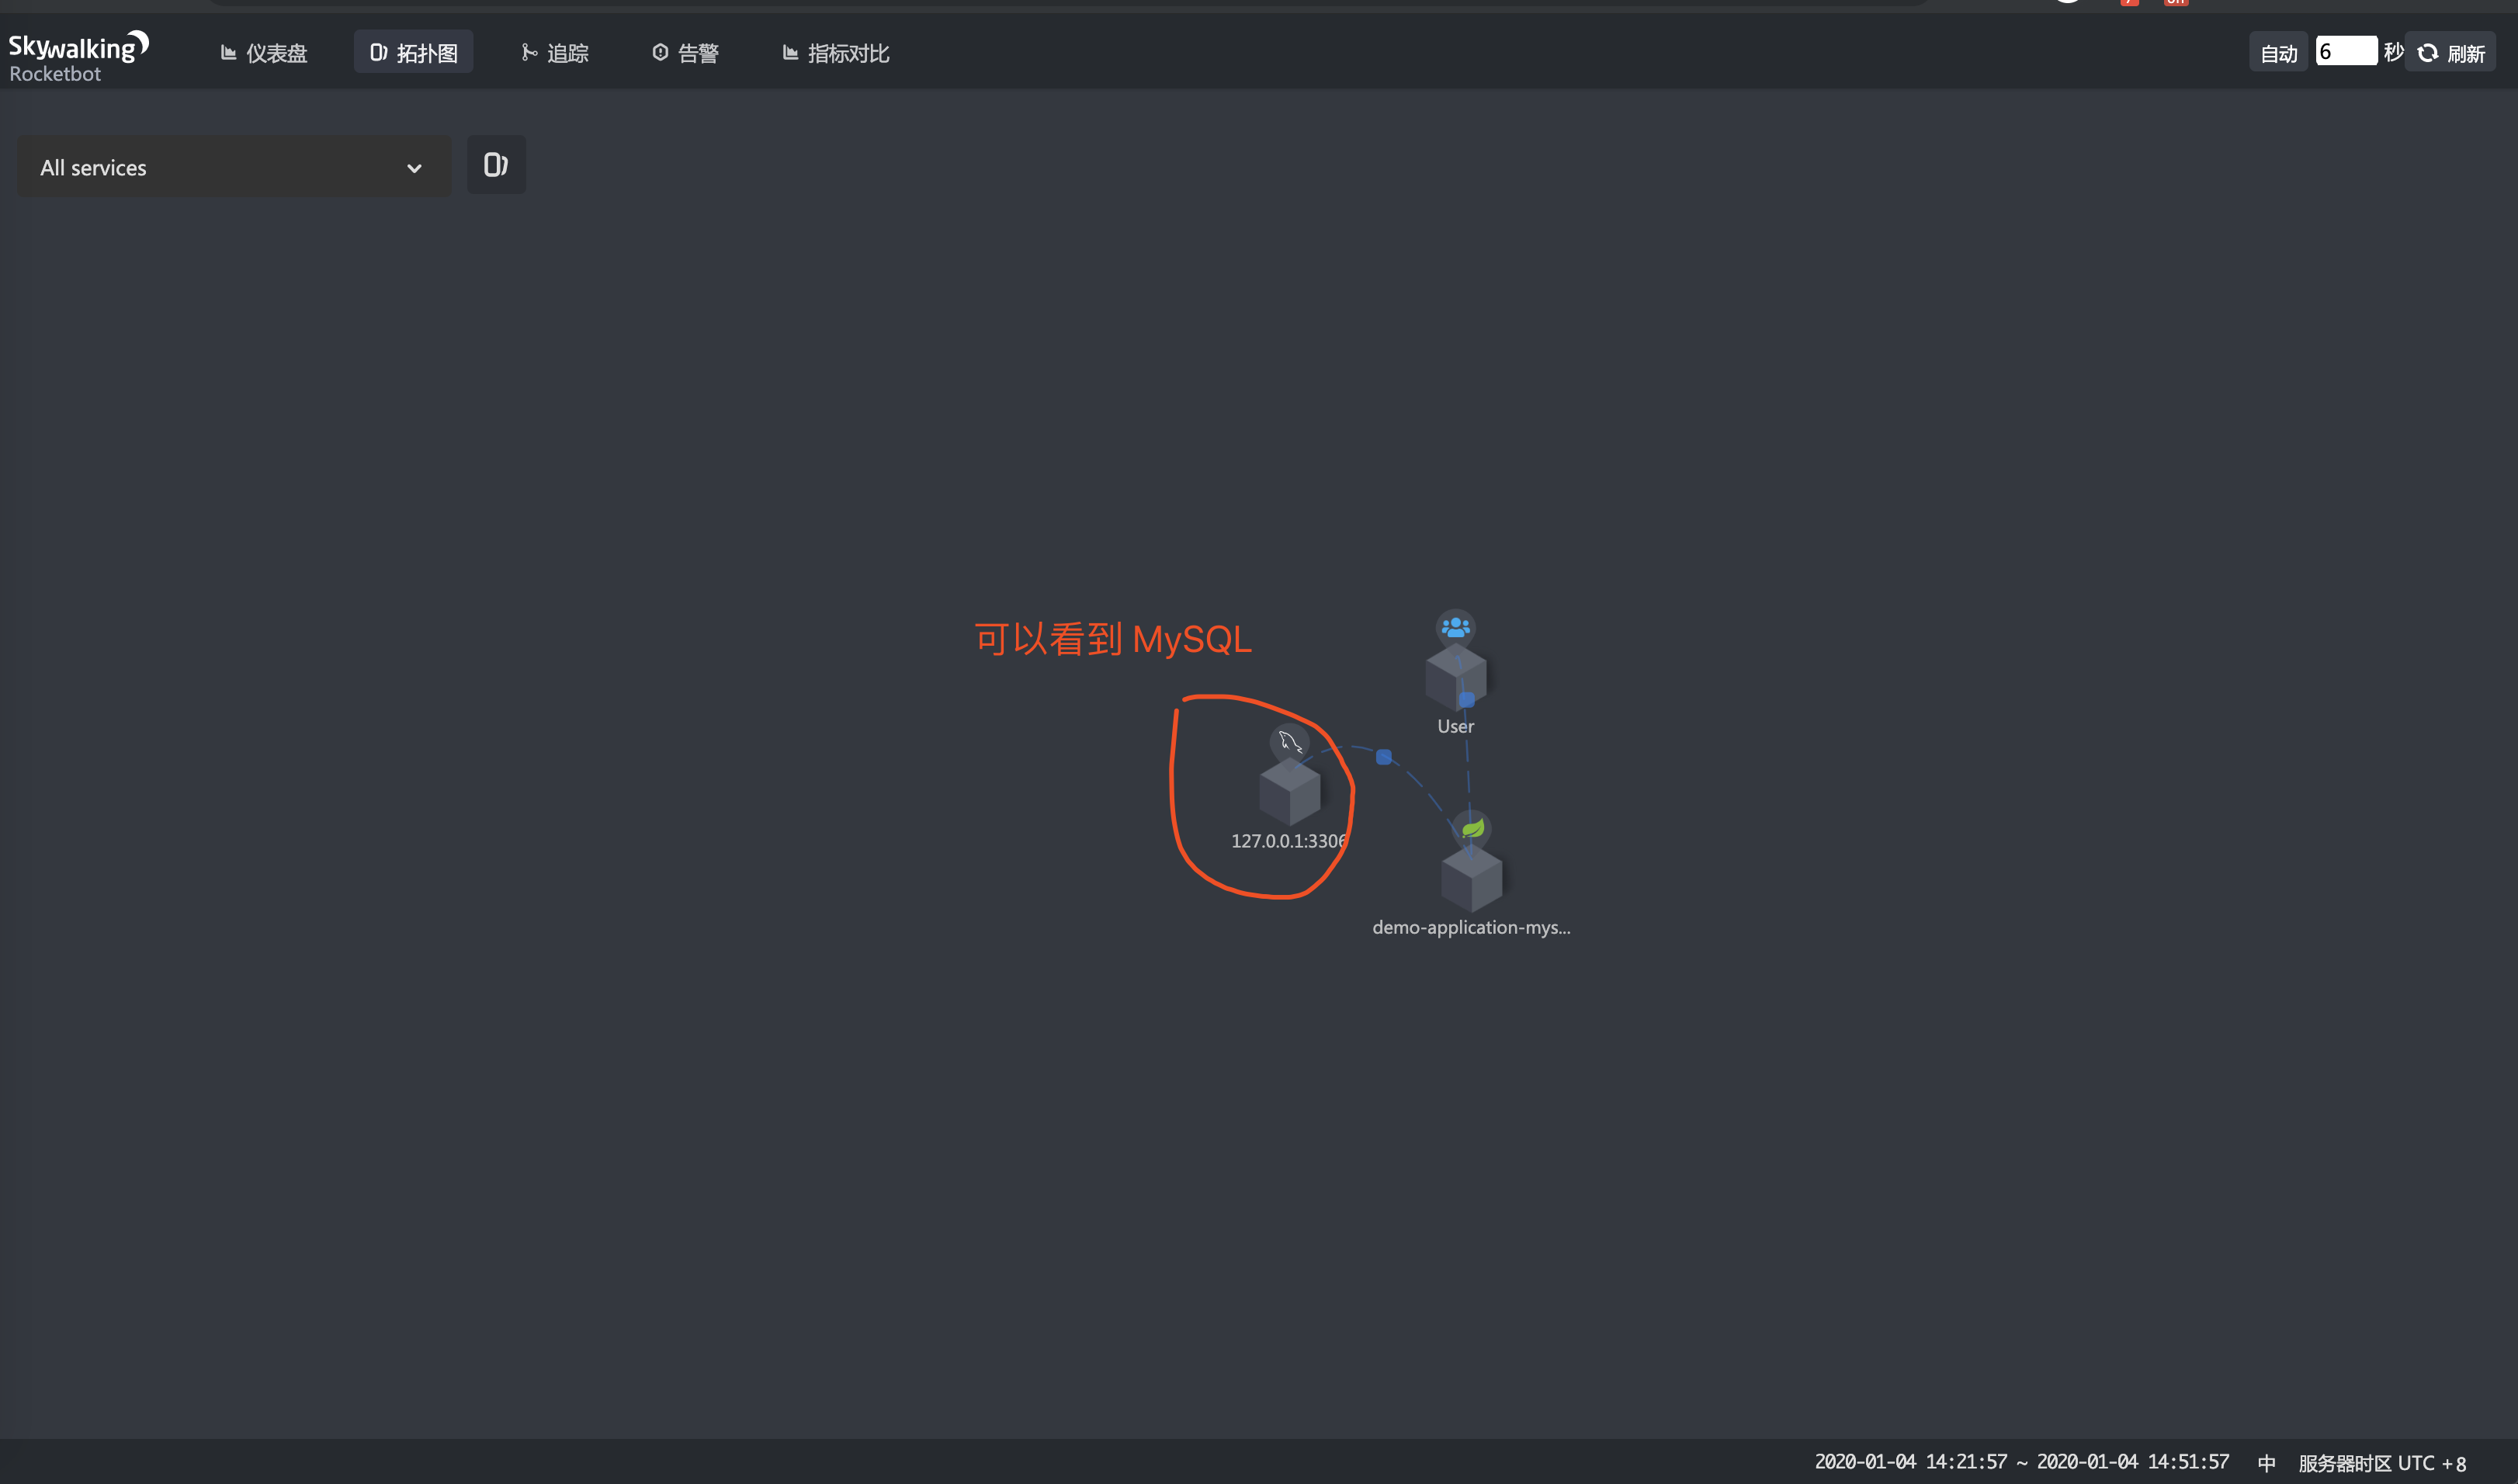 Skywalking
Rocketbot
仪表盘
拓扑图
追踪
告警
指标对比
自动
6
秒
刷新
All services
可以看到 MySQL
User
127.0.0.1:3306
demo-application-mys...
2020-01-04 14:21:57 ~ 2020-01-04 14:51:57
中
服务器时区 UTC +8